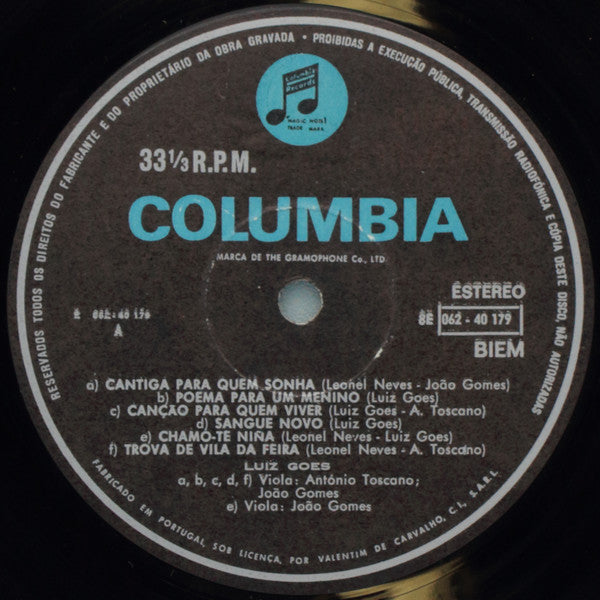 RESERVADOS TODOS OS DIREITOS DO FABRICANTE E DO PROPRIETÁRIO DA OBRA GRAVADA • PROIBIDAS A EXECUÇÃO PÚBLICA, TRANSMISSÃO RADIOFÓNICA E CÓPIA DESTE DISCO, NÃO AUTORIZADAS
Columbia
Records
"MAGIC NOTES"
TRADE MARK
33 1/3 R.P.M.
COLUMBIA
MARCA DE THE GRAMOPHONE Co., LTD
ESTEREO
062-40 179
8E 062 - 40 179
A
BIEM
a) CANTIGA PARA QUEM SONHA (Leonel Neves - João Gomes)
b) POEMA PARA UM MENINO (Luiz Goes)
c) CANÇÃO PARA QUEM VIVER (Luiz Goes - A. Toscano)
d) SANGUE NOVO (Luiz Goes)
e) CHAMO-TE NIÑA (Leonel Neves - Luiz Goes)
f) TROVA DE VILA DA FEIRA (Leonel Neves - A. Toscano)
LUIZ GOES
a, b, c, d, f) Viola: António Toscano;
João Gomes
e) Viola: João Gomes
FABRICADO EM PORTUGAL, SOB LICENÇA, POR VALENTIM DE CARVALHO, C.I., S.A.R.L.